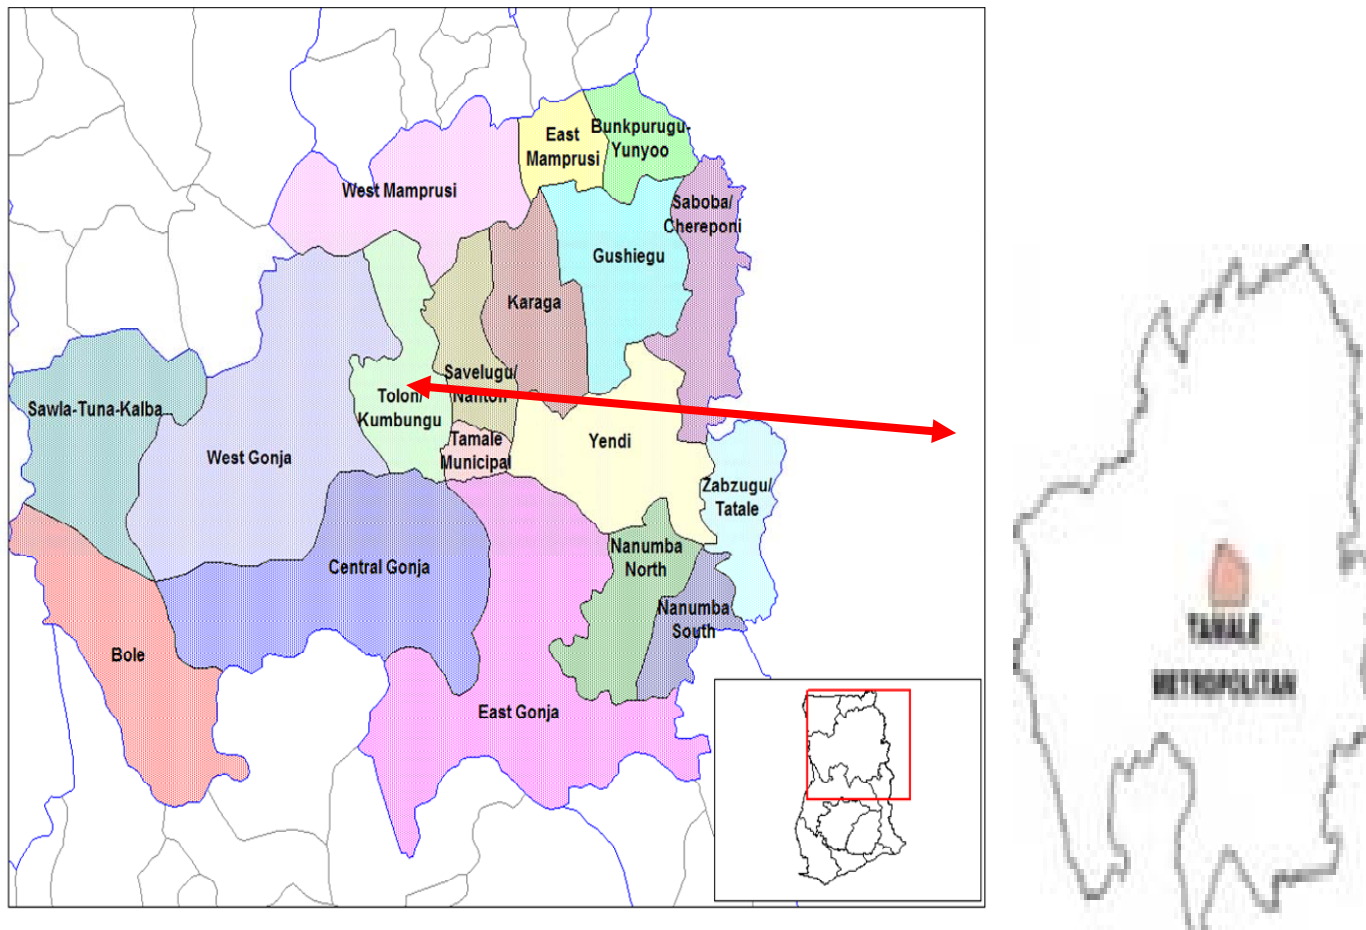 East
Mamprusi
Bunkpurugu-
Yunyoo
West Mamprusi
Saboba/
Chereponi
Gushiegu
Karaga
Savelugu/
Nanton
Tolon/
Kumbungu
Sawla-Tuna-Kalba
West Gonja
Tamale
Municipal
Yendi
Zabzugu/
Tatale
Nanumba
North
Central Gonja
Nanumba
South
Bole
East Gonja
TAMALE
METROPOLITAN